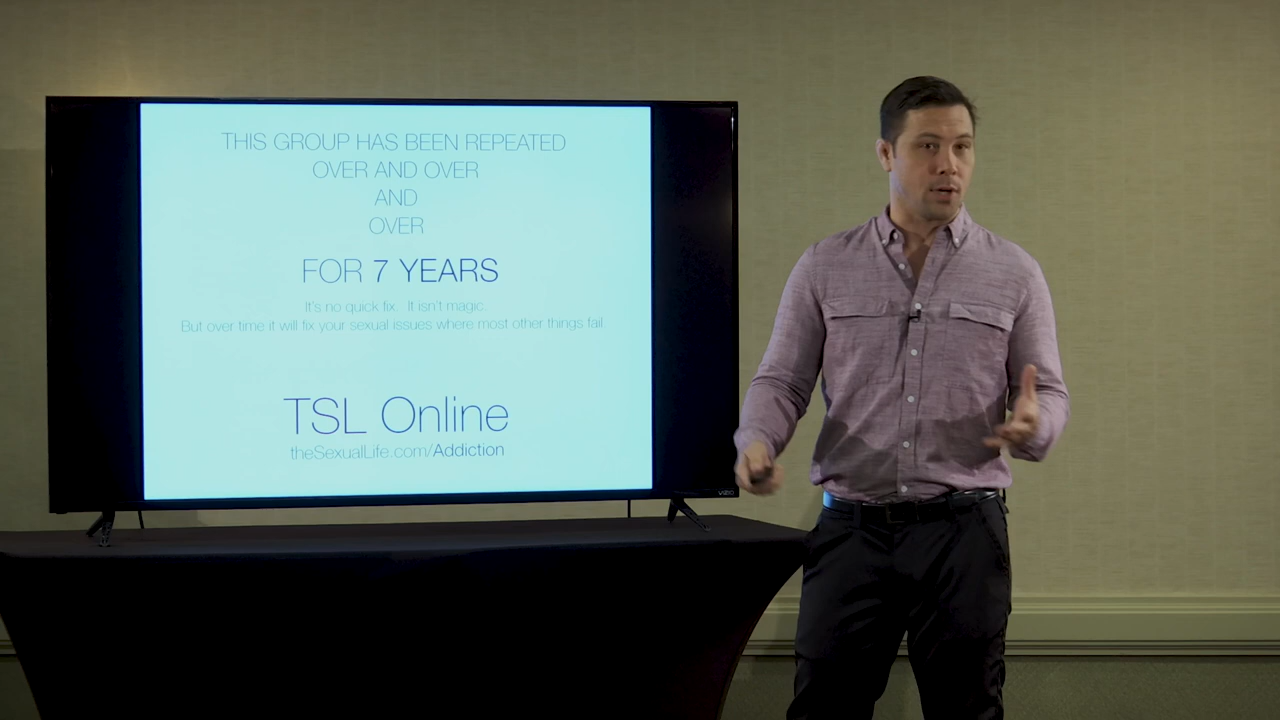 THIS GROUP HAS BEEN REPEATED
OVER AND OVER
AND
OVER
FOR 7 YEARS
It's no quick fix. It isn't magic.
But over time it will fix your sexual issues where most other things fail.
TSL Online
theSexualLife.com/Addiction
VIZIO